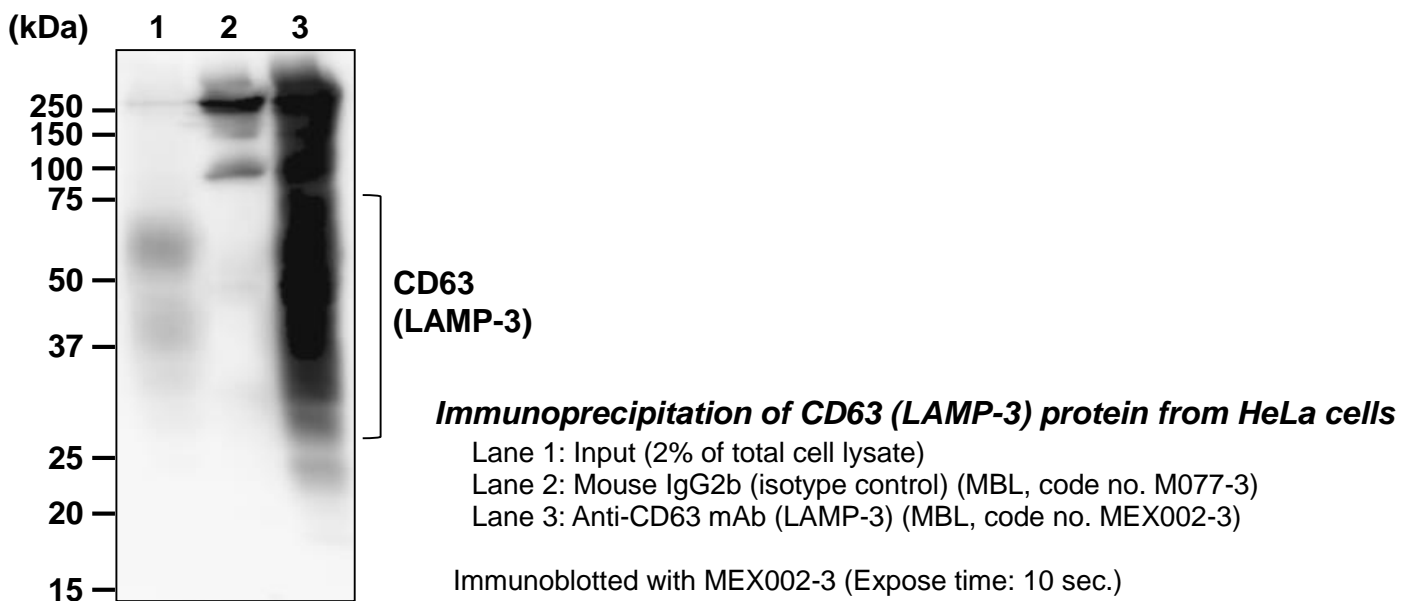 (kDa) 1 2 3
250
150
100
75
50
37
25
20
15
CD63
(LAMP-3)
Immunoprecipitation of CD63 (LAMP-3) protein from HeLa cells
Lane 1: Input (2% of total cell lysate)
Lane 2: Mouse IgG2b (isotype control) (MBL, code no. M077-3)
Lane 3: Anti-CD63 mAb (LAMP-3) (MBL, code no. MEX002-3)
Immunoblotted with MEX002-3 (Expose time: 10 sec.)